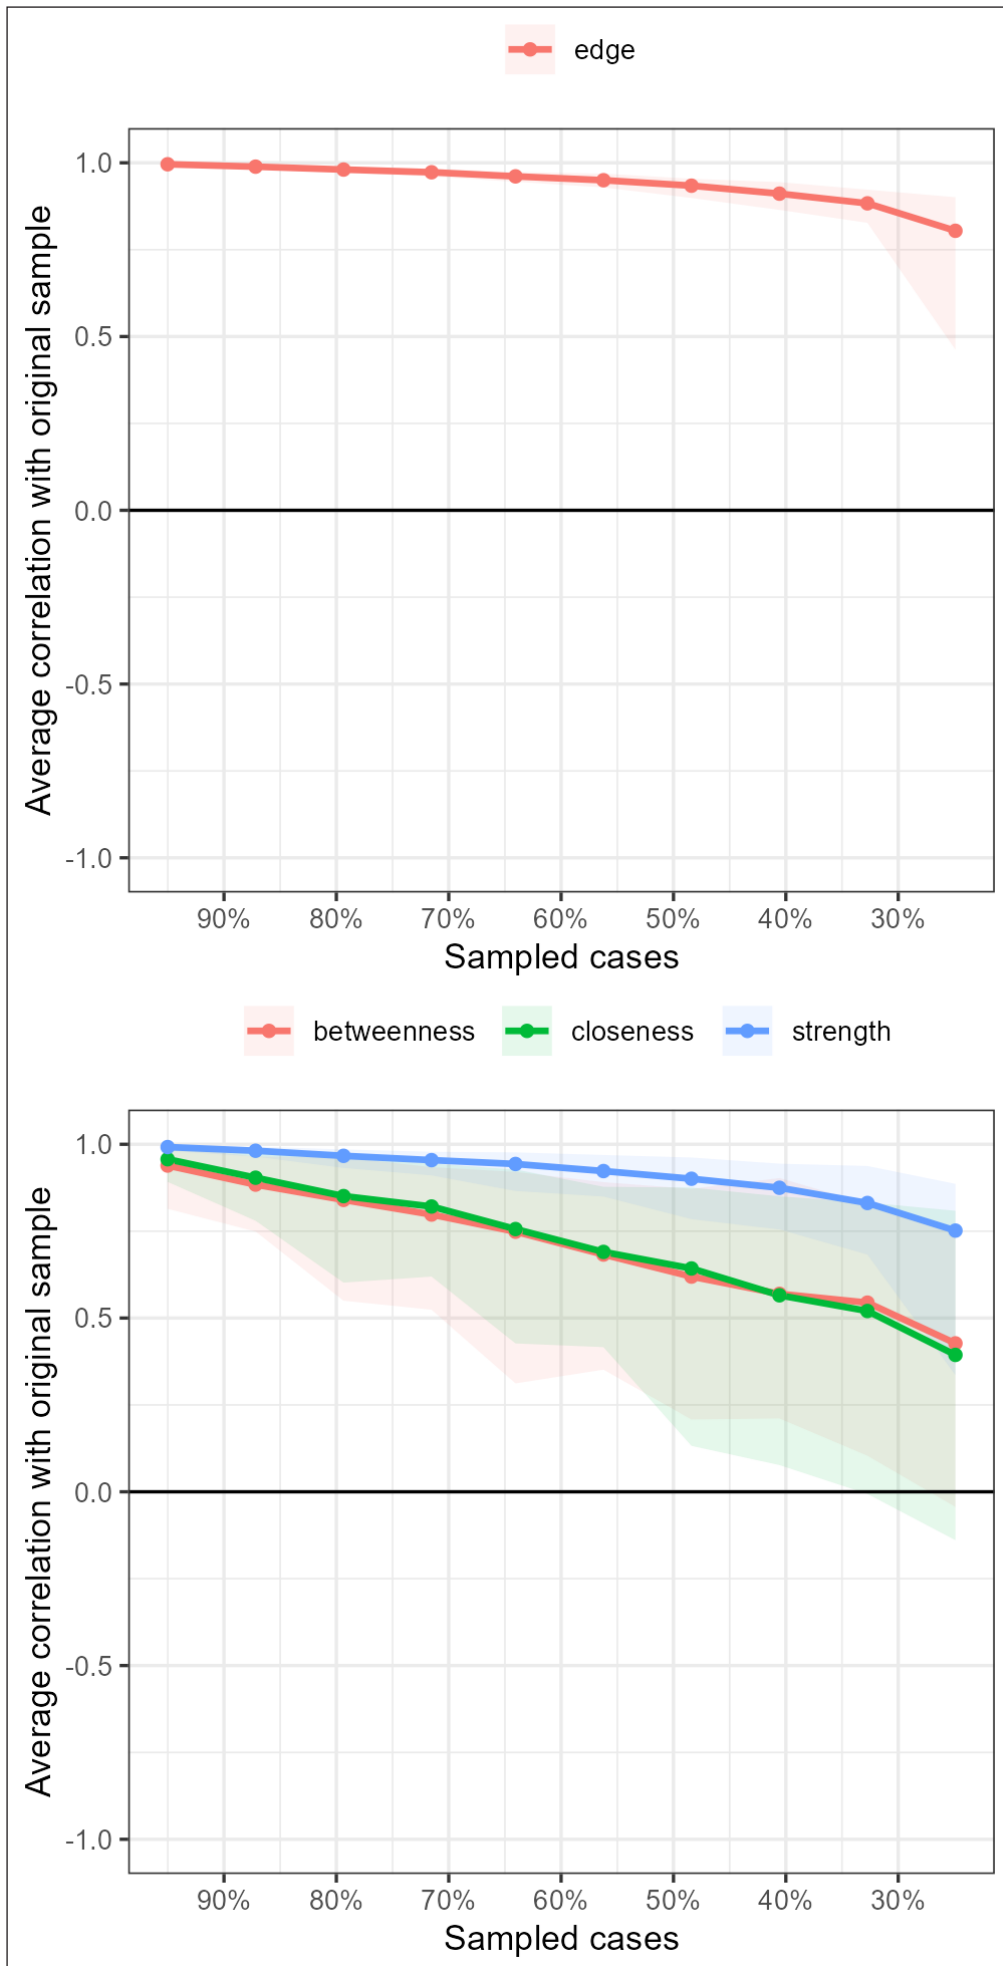 edge
Average correlation with original sample
1.0
0.5
0.0
-0.5
-1.0
90% 80% 70% 60% 50% 40% 30%
Sampled cases
betweenness closeness strength
Average correlation with original sample
1.0
0.5
0.0
-0.5
-1.0
90% 80% 70% 60% 50% 40% 30%
Sampled cases